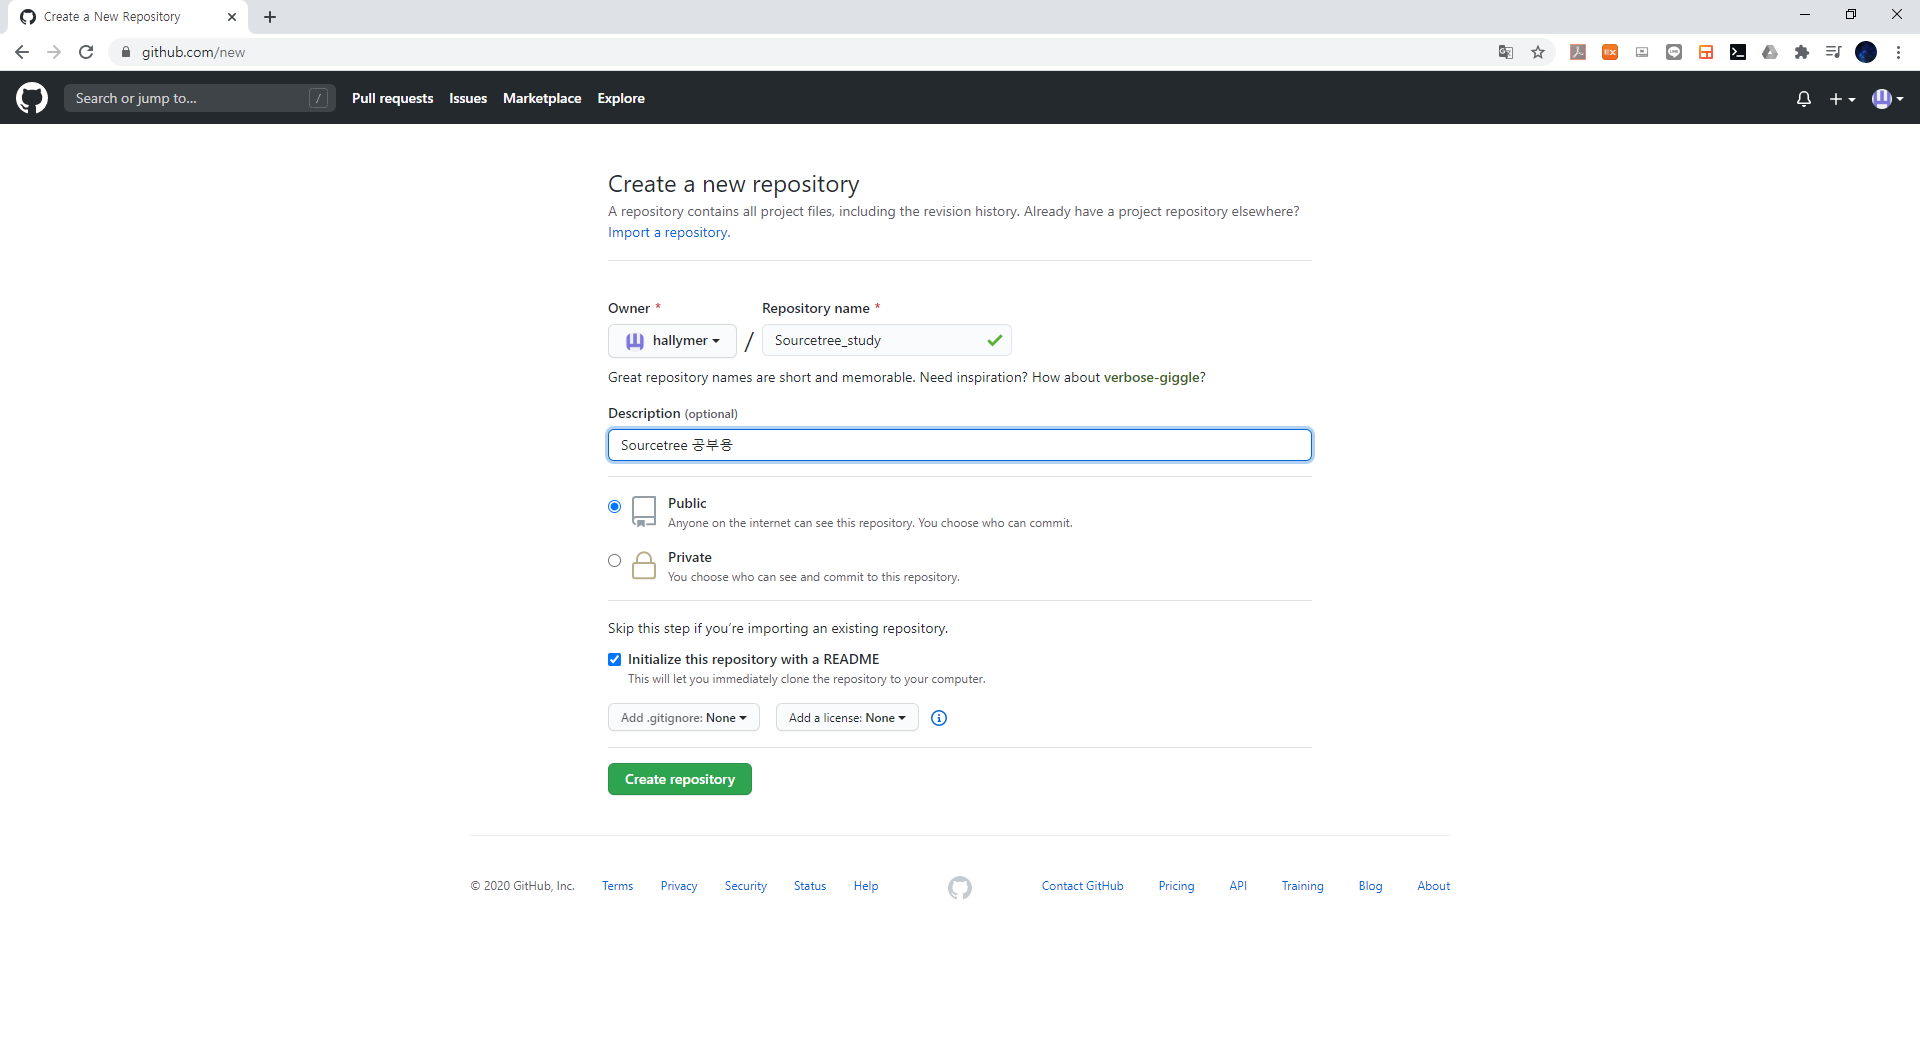 Create a New Repository
github.com/new
Search or jump to... /
Pull requests Issues Marketplace Explore
Create a new repository
A repository contains all project files, including the revision history. Already have a project repository elsewhere?
Import a repository.
Owner * Repository name *
hallymer / Sourcetree_study
Great repository names are short and memorable. Need inspiration? How about verbose-giggle?
Description (optional)
Sourcetree 공부용
Public
Anyone on the internet can see this repository. You choose who can commit.
Private
You choose who can see and commit to this repository.
Skip this step if you’re importing an existing repository.
Initialize this repository with a README
This will let you immediately clone the repository to your computer.
Add .gitignore: None Add a license: None
Create repository
© 2020 GitHub, Inc. Terms Privacy Security Status Help Contact GitHub Pricing API Training Blog About